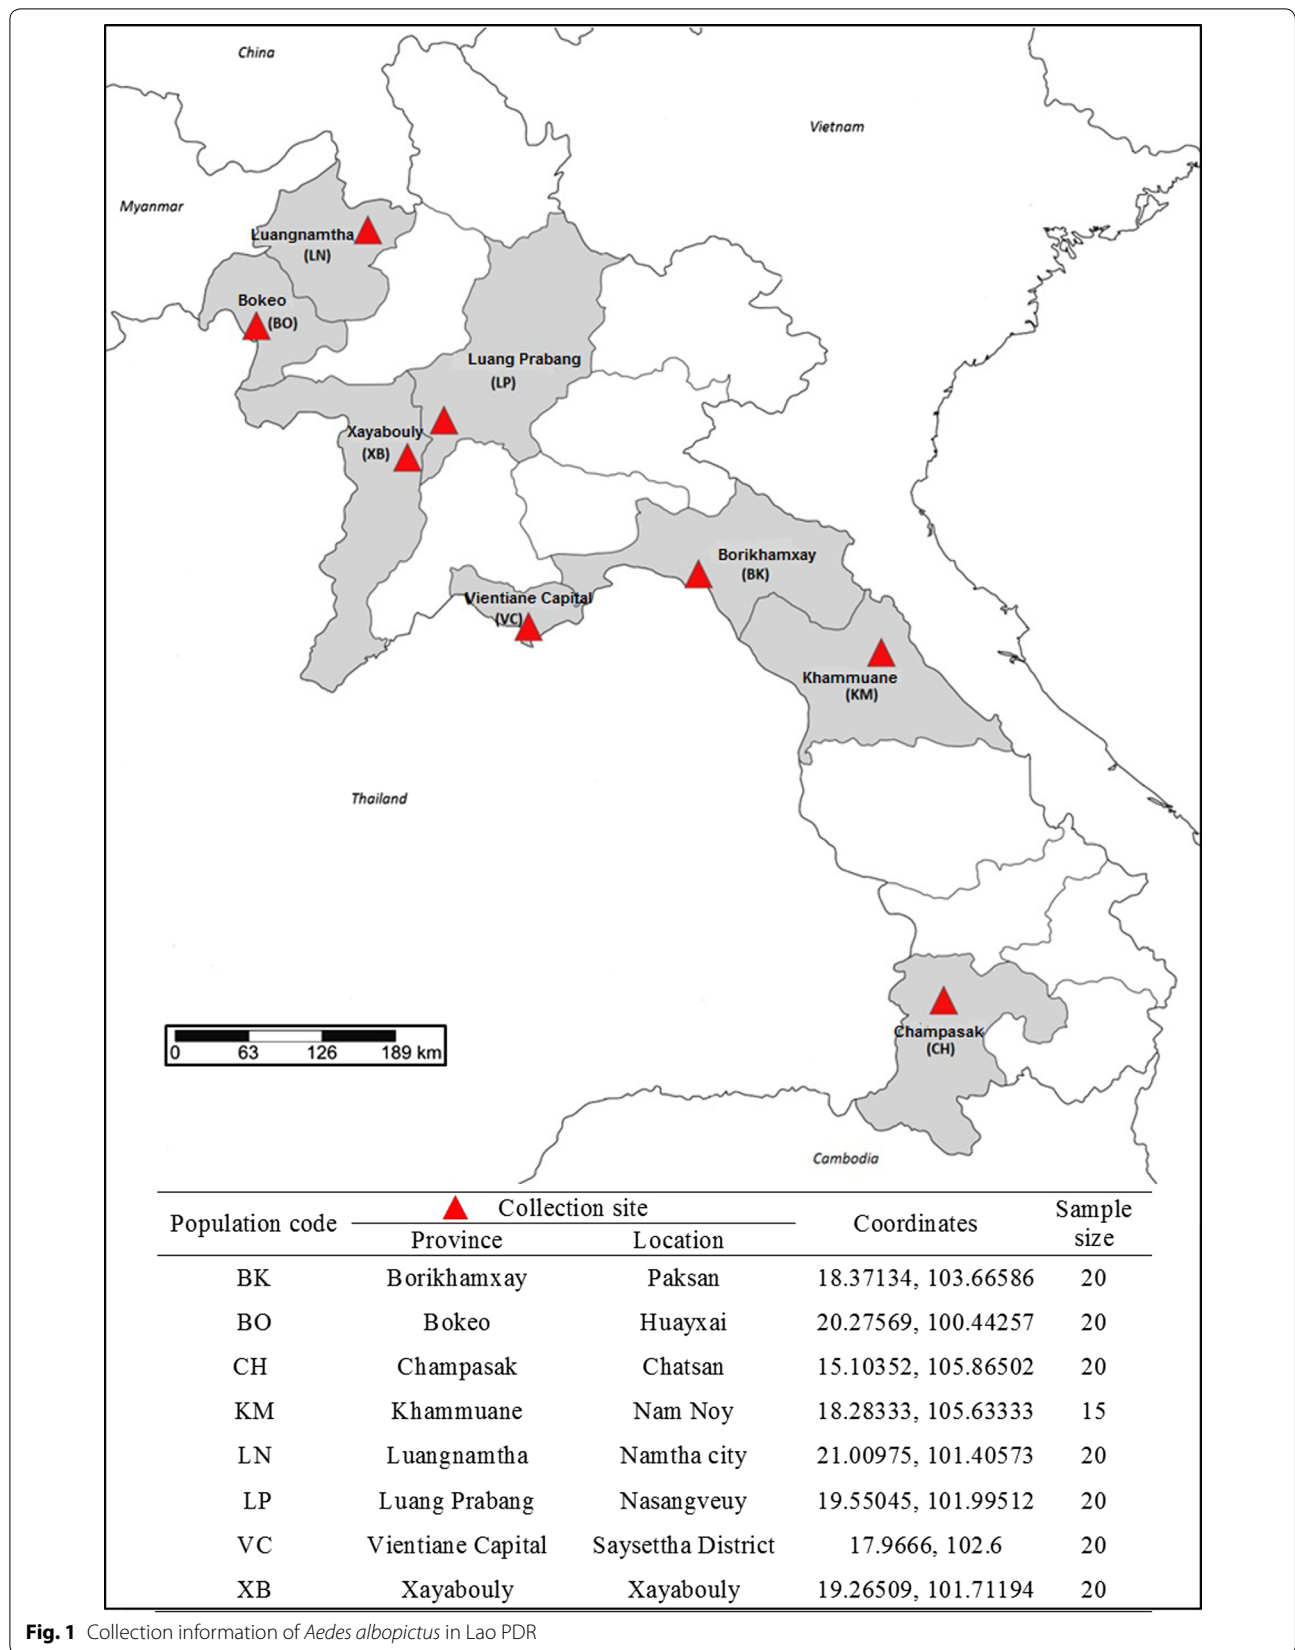 China
Vietnam
Myanmar
Luangnamtha
(LN)
Bokeo
(BO)
Luang Prabang
(LP)
Xayabouly
(XB)
Borikhamxay
(BK)
Vientiane Capital
(VC)
Khammuane
(KM)
Thailand
Champasak
(CH)
0 63 126 189 km
Cambodia
Population code Collection site Coordinates Sample size
Province Location
BK Borikhamxay Paksan 18.37134, 103.66586 20
BO Bokeo Huayxai 20.27569, 100.44257 20
CH Champasak Chatsan 15.10352, 105.86502 20
KM Khammuane Nam Noy 18.28333, 105.63333 15
LN Luangnamtha Namtha city 21.00975, 101.40573 20
LP Luang Prabang Nasangveuy 19.55045, 101.99512 20
VC Vientiane Capital Saysettha District 17.9666, 102.6 20
XB Xayabouly Xayabouly 19.26509, 101.71194 20
Fig. 1 Collection information of Aedes albopictus in Lao PDR